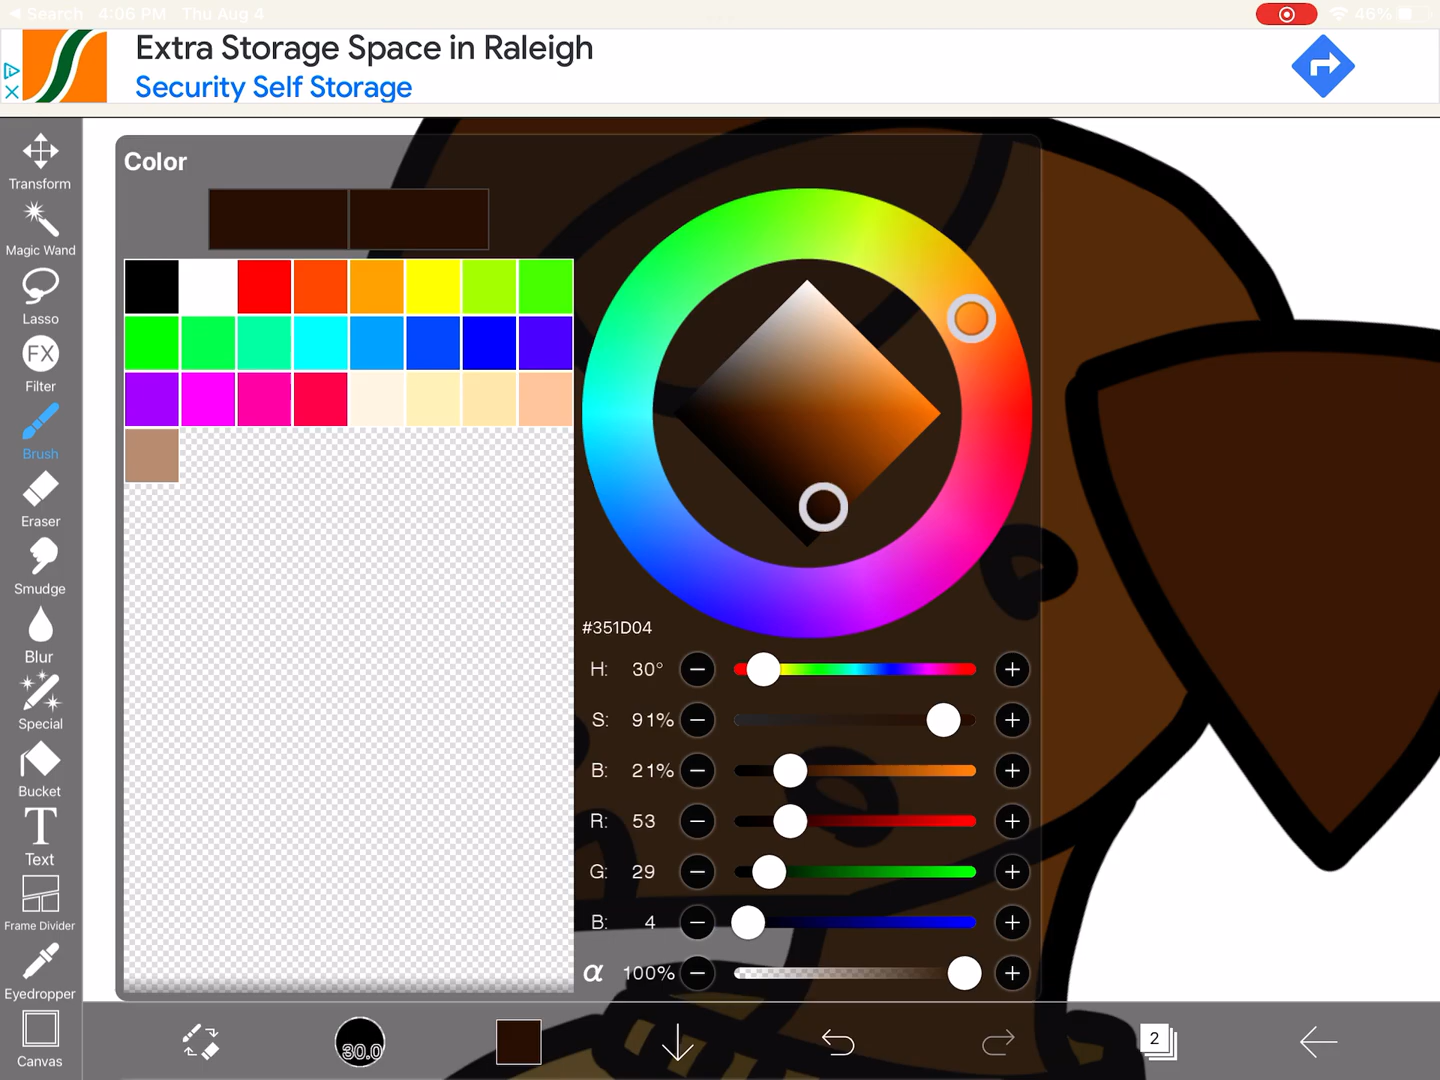 Search 4:06 PM Thu Aug 4
46%
Extra Storage Space in Raleigh
Security Self Storage
Transform
Magic Wand
Lasso
FX
Filter
Brush
Eraser
Smudge
Blur
Special
Bucket
T
Text
Frame Divider
Eyedropper
Canvas
Color
#351D04
H: 30°
S: 91%
B: 21%
R: 53
G: 29
B: 4
α 100%
30.0
2